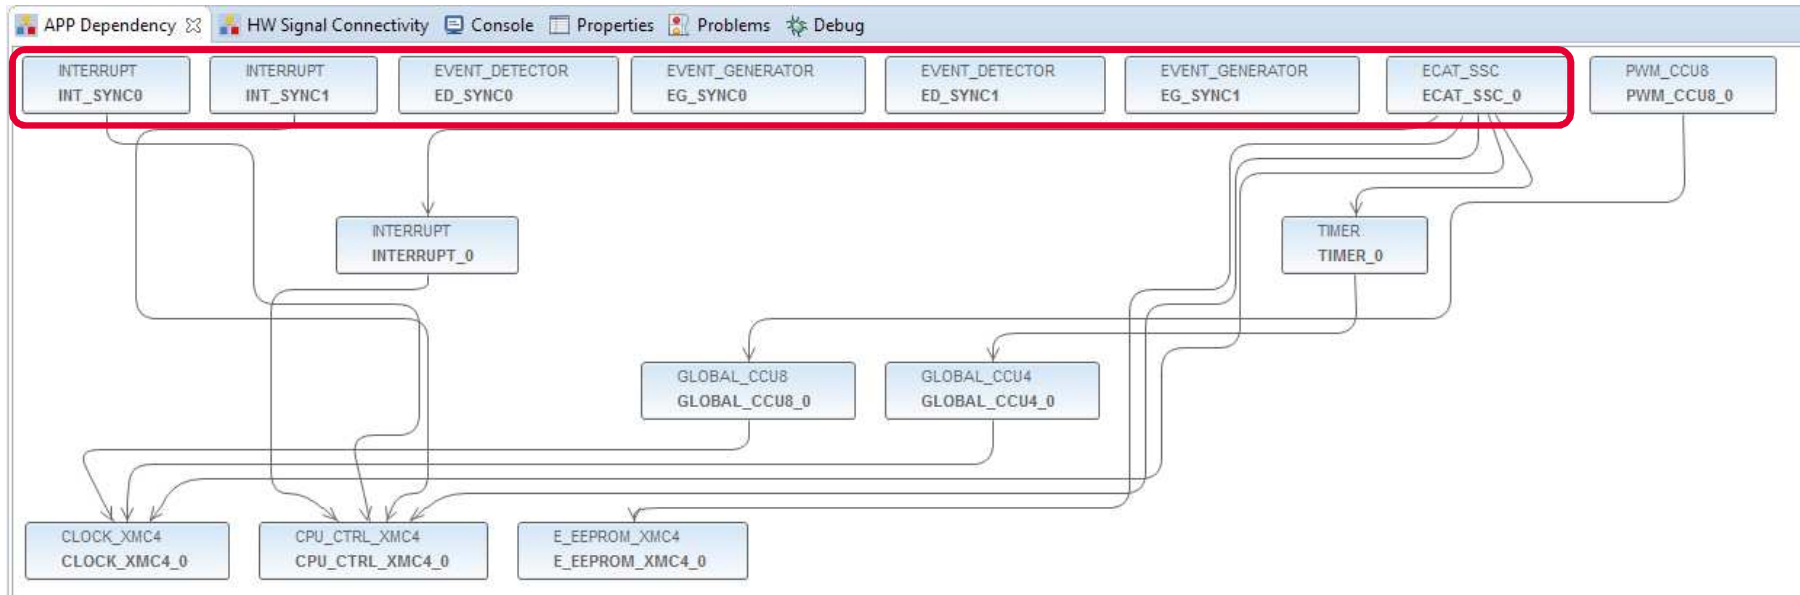 APP Dependency HW Signal Connectivity Console Properties Problems Debug
INTERRUPT INTERRUPT EVENT_DETECTOR EVENT_GENERATOR EVENT_DETECTOR EVENT_GENERATOR ECAT_SSC PWM_CCU8
INT_SYNC0 INT_SYNC1 ED_SYNC0 EG_SYNC0 ED_SYNC1 EG_SYNC1 ECAT_SSC_0 PWM_CCU8_0
INTERRUPT TIMER
INTERRUPT_0 TIMER_0
GLOBAL_CCU8 GLOBAL_CCU4
GLOBAL_CCU8_0 GLOBAL_CCU4_0
CLOCK_XMC4 CPU_CTRL_XMC4 E_EEPROM_XMC4
CLOCK_XMC4_0 CPU_CTRL_XMC4_0 E_EEPROM_XMC4_0